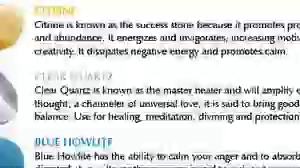 CITRINE
Citrine is known as the success stone because it promotes
and abundance. It energizes and invigorates, increasing
creativity. It dissipates negative energy and promotes calm.
CLEAR QUARTZ
Clear Quartz is known as the master healer and will amplify
thought, a channeler of universal love, it is said to bring good
balance. Use for healing, meditation, divining and protection
BLUE HOWLITE
Blue Howlite has the ability to calm your anger and to